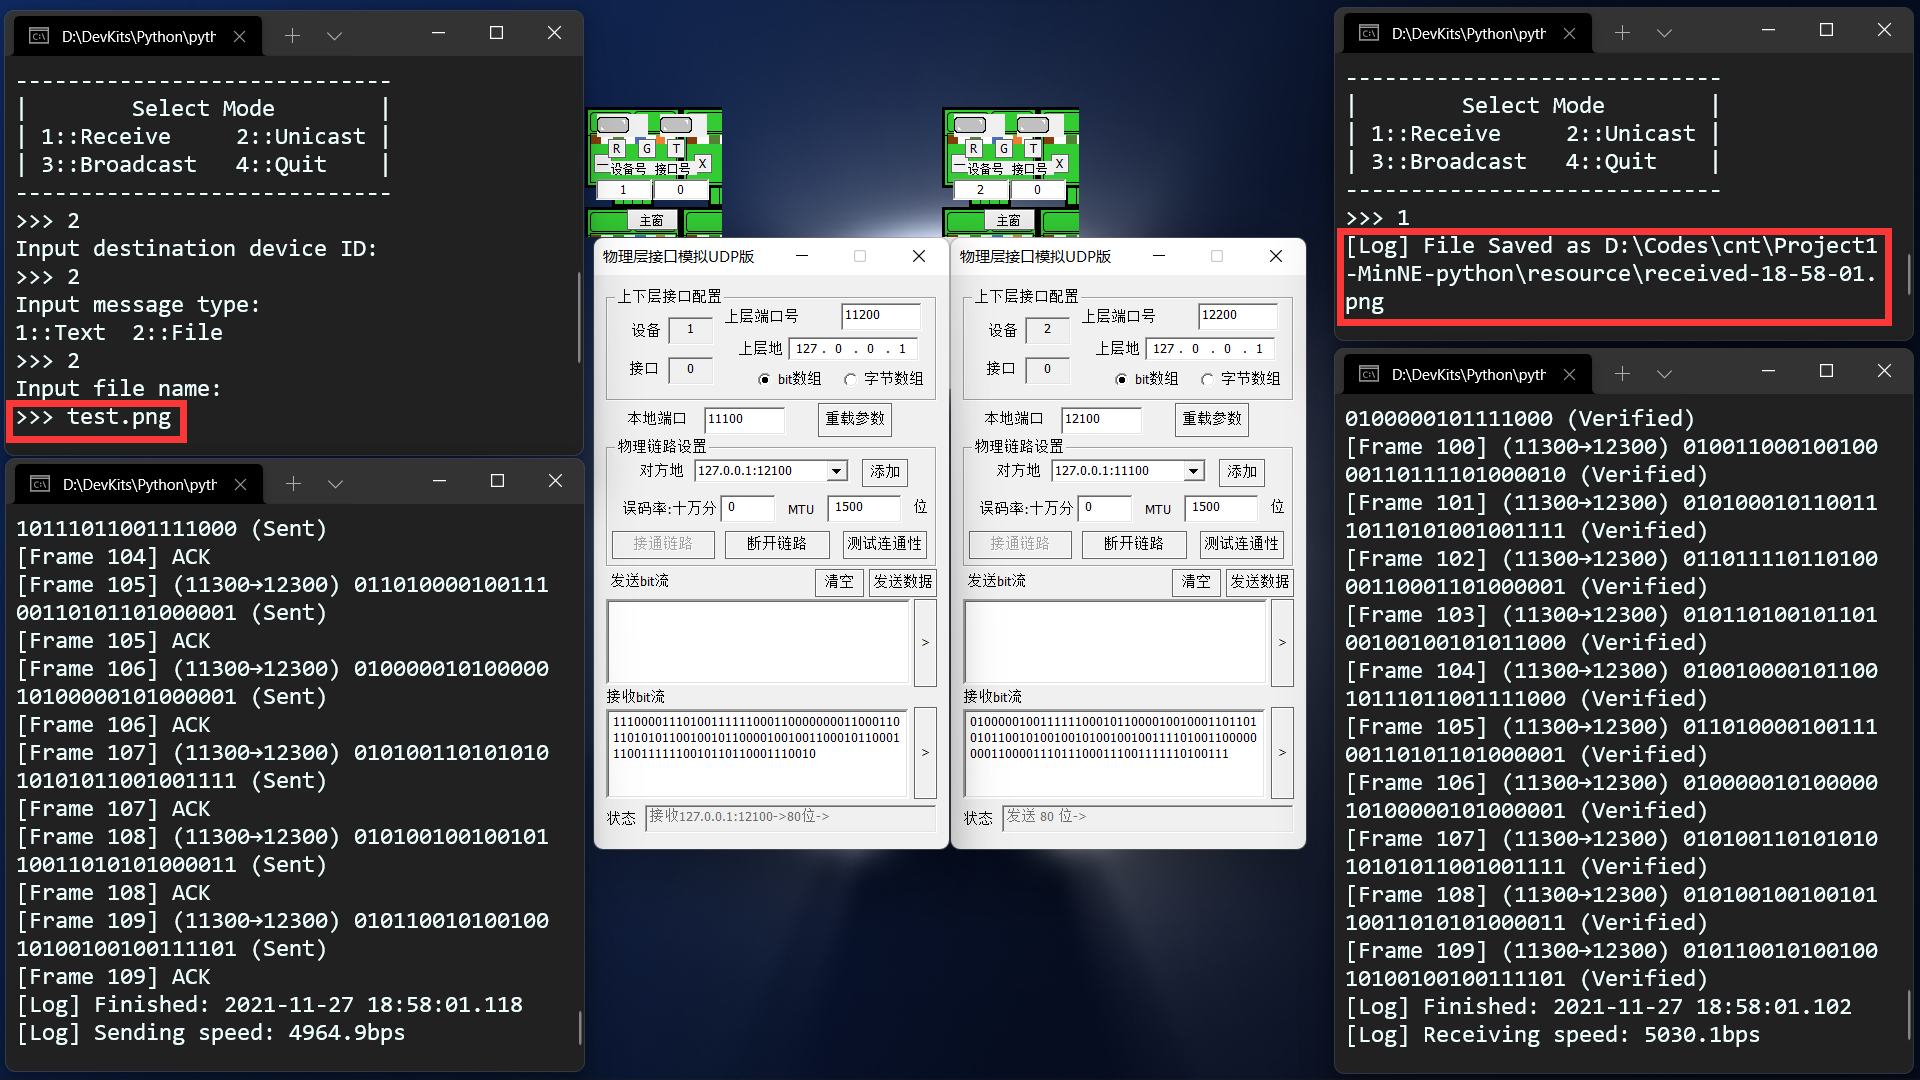 D:\DevKits\Python\pyth
-----------------------------
| Select Mode |
| 1::Receive 2::Unicast |
| 3::Broadcast 4::Quit |
-----------------------------
>>> 2
Input destination device ID:
>>> 2
Input message type:
1::Text 2::File
>>> 2
Input file name:
>>> test.png
D:\DevKits\Python\pyth
10111011001111000 (Sent)
[Frame 104] ACK
[Frame 105] (11300→12300) 011010000100111
00110101101000001 (Sent)
[Frame 105] ACK
[Frame 106] (11300→12300) 010000010100000
10100000101000001 (Sent)
[Frame 106] ACK
[Frame 107] (11300→12300) 010100110101010
10101011001001111 (Sent)
[Frame 107] ACK
[Frame 108] (11300→12300) 010100100100101
10011010101000011 (Sent)
[Frame 108] ACK
[Frame 109] (11300→12300) 010110010100100
10100100100111101 (Sent)
[Frame 109] ACK
[Log] Finished: 2021-11-27 18:58:01.118
[Log] Sending speed: 4964.9bps
R G T
— 设备号 接口号 X
1 0
主窗
物理层接口模拟UDP版
上下层接口配置
设备 1 上层端口号 11200
上层地 127 . 0 . 0 . 1
接口 0
bit数组 字节数组
本地端口 11100 重载参数
物理链路设置
对方地 127.0.0.1:12100 添加
误码率:十万分 0 MTU 1500 位
接通链路 断开链路 测试连通性
发送bit流 清空 发送数据
>
接收bit流
1110000111010011111100011000000001100011 0
1101010110010010110000100100110001011000 1
110011111100101101100011100 10
>
状态 接收127.0.0.1:12100->80位->
R G T
— 设备号 接口号 X
2 0
主窗
物理层接口模拟UDP版
上下层接口配置
设备 2 上层端口号 12200
上层地 127 . 0 . 0 . 1
接口 0
bit数组 字节数组
本地端口 12100 重载参数
物理链路设置
对方地 127.0.0.1:11100 添加
误码率:十万分 0 MTU 1500 位
接通链路 断开链路 测试连通性
发送bit流 清空 发送数据
>
接收bit流
>
状态 发送 80 位->
D:\DevKits\Python\pyth
-----------------------------
| Select Mode |
| 1::Receive 2::Unicast |
| 3::Broadcast 4::Quit |
-----------------------------
>>> 1
[Log] File Saved as D:\Codes\cnt\Project1
-MinNE-python\resource\received-18-58-01.
png
D:\DevKits\Python\pyth
0100000101111000 (Verified)
[Frame 100] (11300→12300) 010011000100100
00110111101000010 (Verified)
[Frame 101] (11300→12300) 010100010110011
10110101001001111 (Verified)
[Frame 102] (11300→12300) 011011110110100
00110001101000001 (Verified)
[Frame 103] (11300→12300) 010110100101101
00100100101011000 (Verified)
[Frame 104] (11300→12300) 010010000101100
10111011001111000 (Verified)
[Frame 105] (11300→12300) 011010000100111
00110101101000001 (Verified)
[Frame 106] (11300→12300) 010000010100000
10100000101000001 (Verified)
[Frame 107] (11300→12300) 010100110101010
10101011001001111 (Verified)
[Frame 108] (11300→12300) 010100100100101
10011010101000011 (Verified)
[Frame 109] (11300→12300) 010110010100100
10100100100111101 (Verified)
[Log] Finished: 2021-11-27 18:58:01.102
[Log] Receiving speed: 5030.1bps